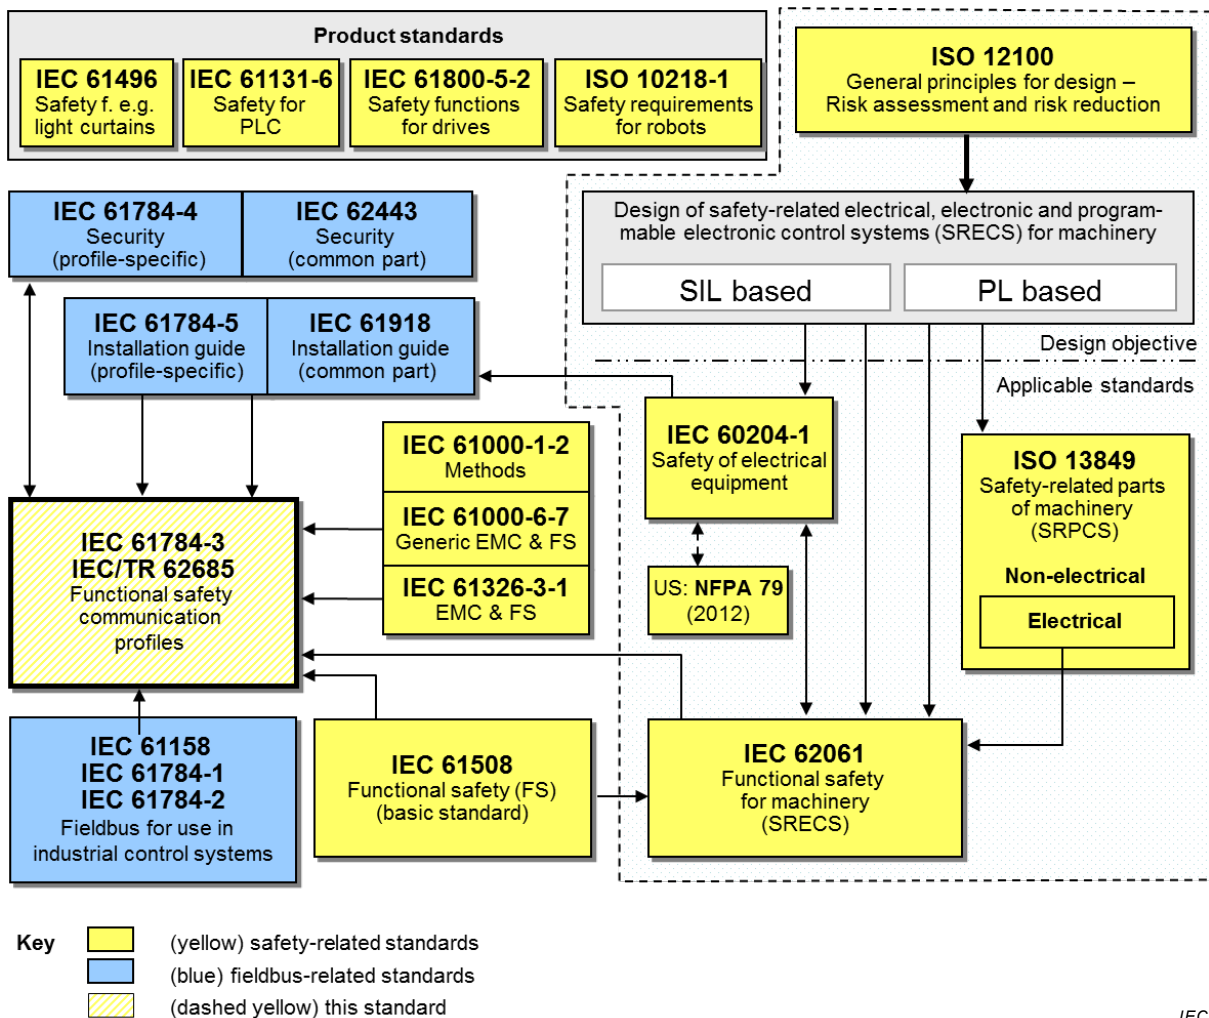 Product standards
IEC 61496
Safety f. e.g.
light curtains
IEC 61131-6
Safety for
PLC
IEC 61800-5-2
Safety functions
for drives
ISO 10218-1
Safety requirements
for robots
ISO 12100
General principles for design –
Risk assessment and risk reduction
IEC 61784-4
Security
(profile-specific)
IEC 62443
Security
(common part)
Design of safety-related electrical, electronic and program-
mable electronic control systems (SRECS) for machinery
SIL based
PL based
IEC 61784-5
Installation guide
(profile-specific)
IEC 61918
Installation guide
(common part)
Design objective
Applicable standards
IEC 61000-1-2
Methods
IEC 61000-6-7
Generic EMC & FS
IEC 61326-3-1
EMC & FS
IEC 60204-1
Safety of electrical
equipment
US: NFPA 79
(2012)
ISO 13849
Safety-related parts
of machinery
(SRPCS)
Non-electrical
Electrical
IEC 61784-3
IEC/TR 62685
Functional safety
communication
profiles
IEC 61158
IEC 61784-1
IEC 61784-2
Fieldbus for use in
industrial control systems
IEC 61508
Functional safety (FS)
(basic standard)
IEC 62061
Functional safety
for machinery
(SRECS)
Key
(yellow) safety-related standards
(blue) fieldbus-related standards
(dashed yellow) this standard
IEC